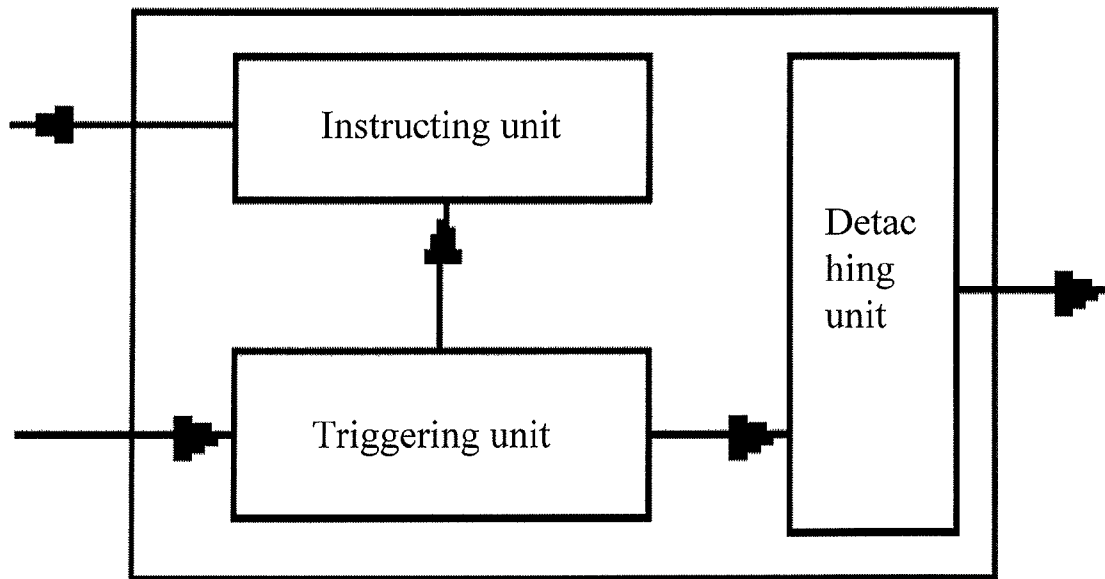 Instructing unit
Detac
hing
unit
Triggering unit